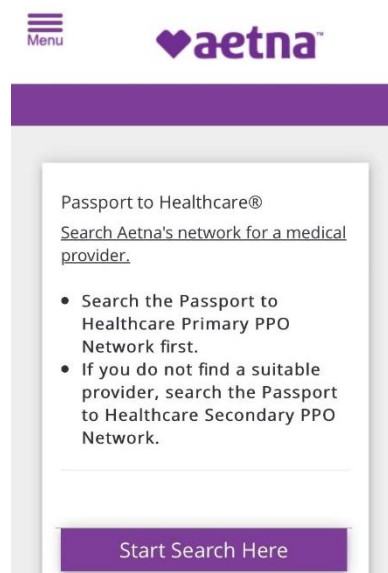 Menu
aetna™
Passport to Healthcare®
Search Aetna's network for a medical
provider.
• Search the Passport to
Healthcare Primary PPO
Network first.
• If you do not find a suitable
provider, search the Passport
to Healthcare Secondary PPO
Network.
Start Search Here